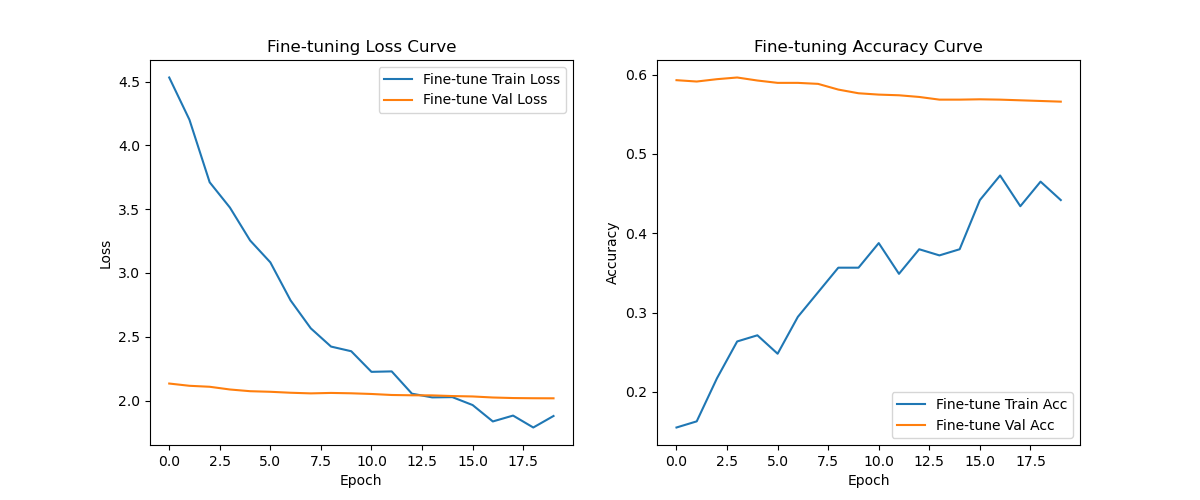 Fine-tuning Loss Curve
Fine-tune Train Loss
Fine-tune Val Loss
4.5
4.0
3.5
3.0
2.5
2.0
Loss
0.0 2.5 5.0 7.5 10.0 12.5 15.0 17.5
Epoch
Fine-tuning Accuracy Curve
0.6
0.5
0.4
0.3
0.2
Accuracy
Fine-tune Train Acc
Fine-tune Val Acc
0.0 2.5 5.0 7.5 10.0 12.5 15.0 17.5
Epoch